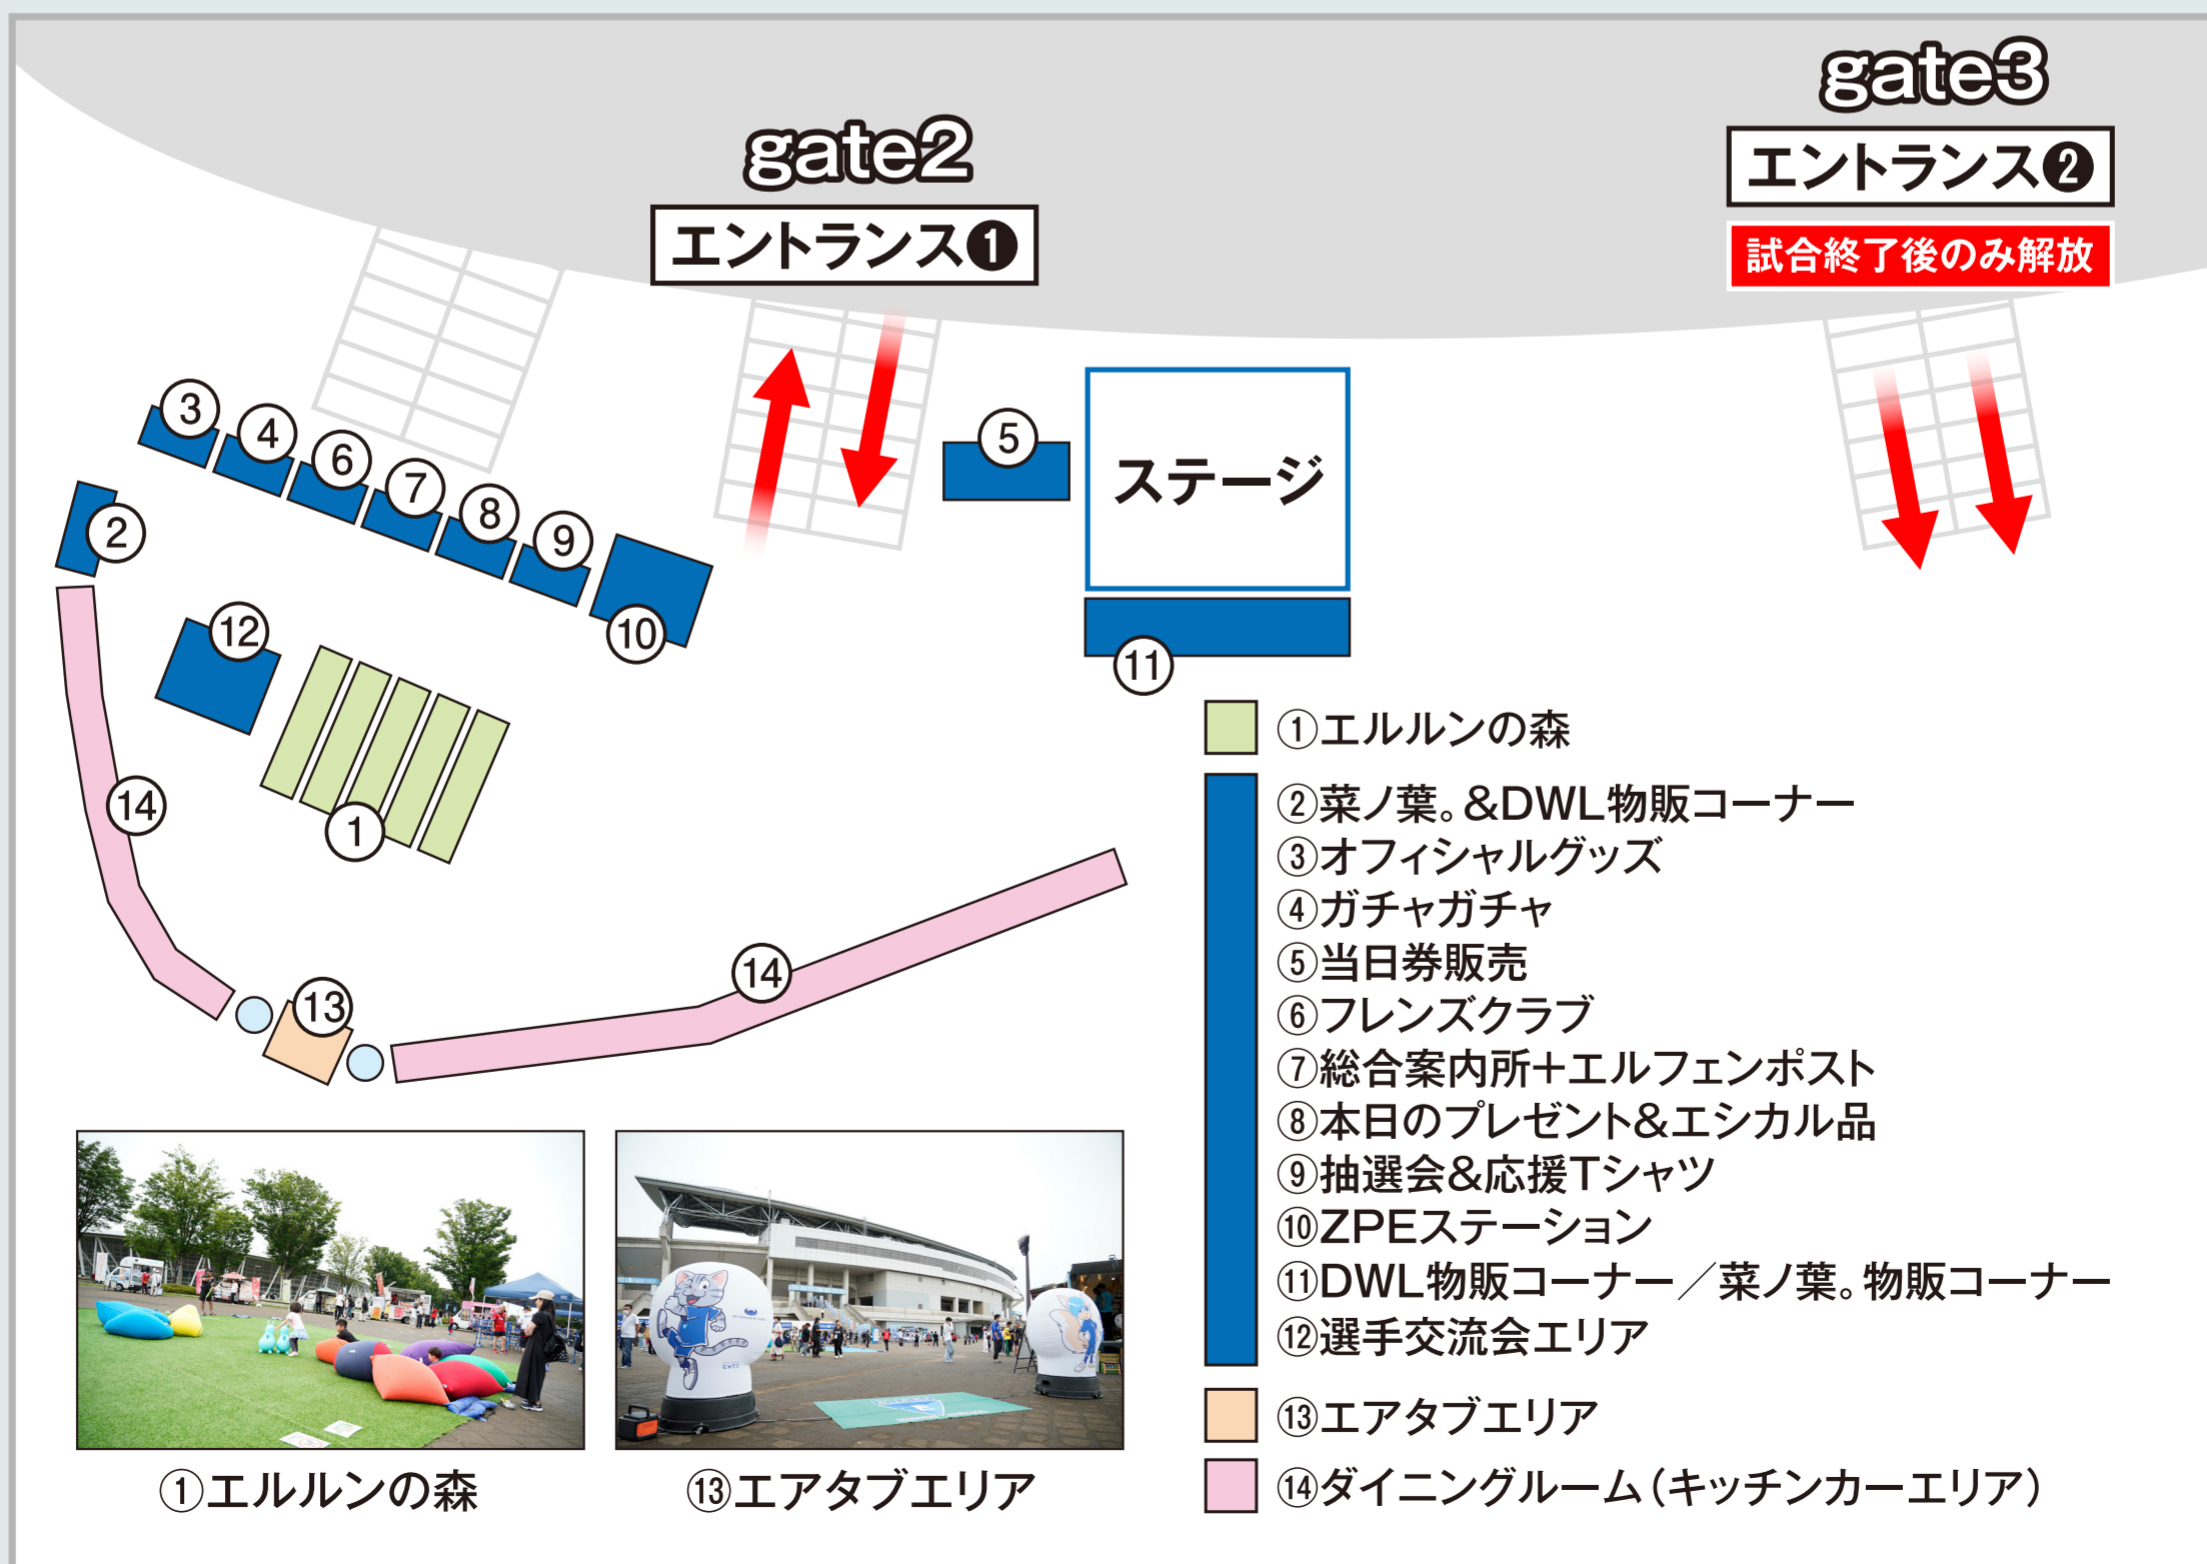 gate2
エントランス❶
gate3
エントランス❷
試合終了後のみ解放
③
④
⑥
⑦
⑧
⑨
⑩
②
⑫
①
⑭
⑬
⑭
⑤
ステージ
⑪
①エルルンの森
②菜ノ葉。&DWL物販コーナー
③オフィシャルグッズ
④ガチャガチャ
⑤当日券販売
⑥フレンズクラブ
⑦総合案内所+エルフェンポスト
⑧本日のプレゼント&エシカル品
⑨抽選会&応援Tシャツ
⑩ZPEステーション
⑪DWL物販コーナー/菜ノ葉。物販コーナー
⑫選手交流会エリア
⑬エアタブエリア
⑭ダイニングルーム(キッチンカーエリア)
①エルルンの森
⑬エアタブエリア